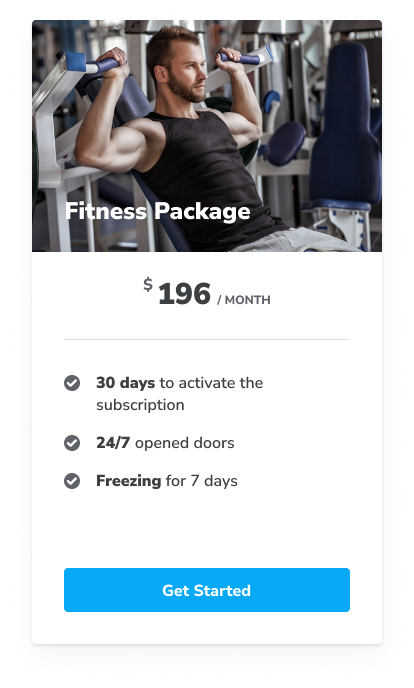 Fitness Package
$ 196 / MONTH
30 days to activate the
subscription
24/7 opened doors
Freezing for 7 days
Get Started